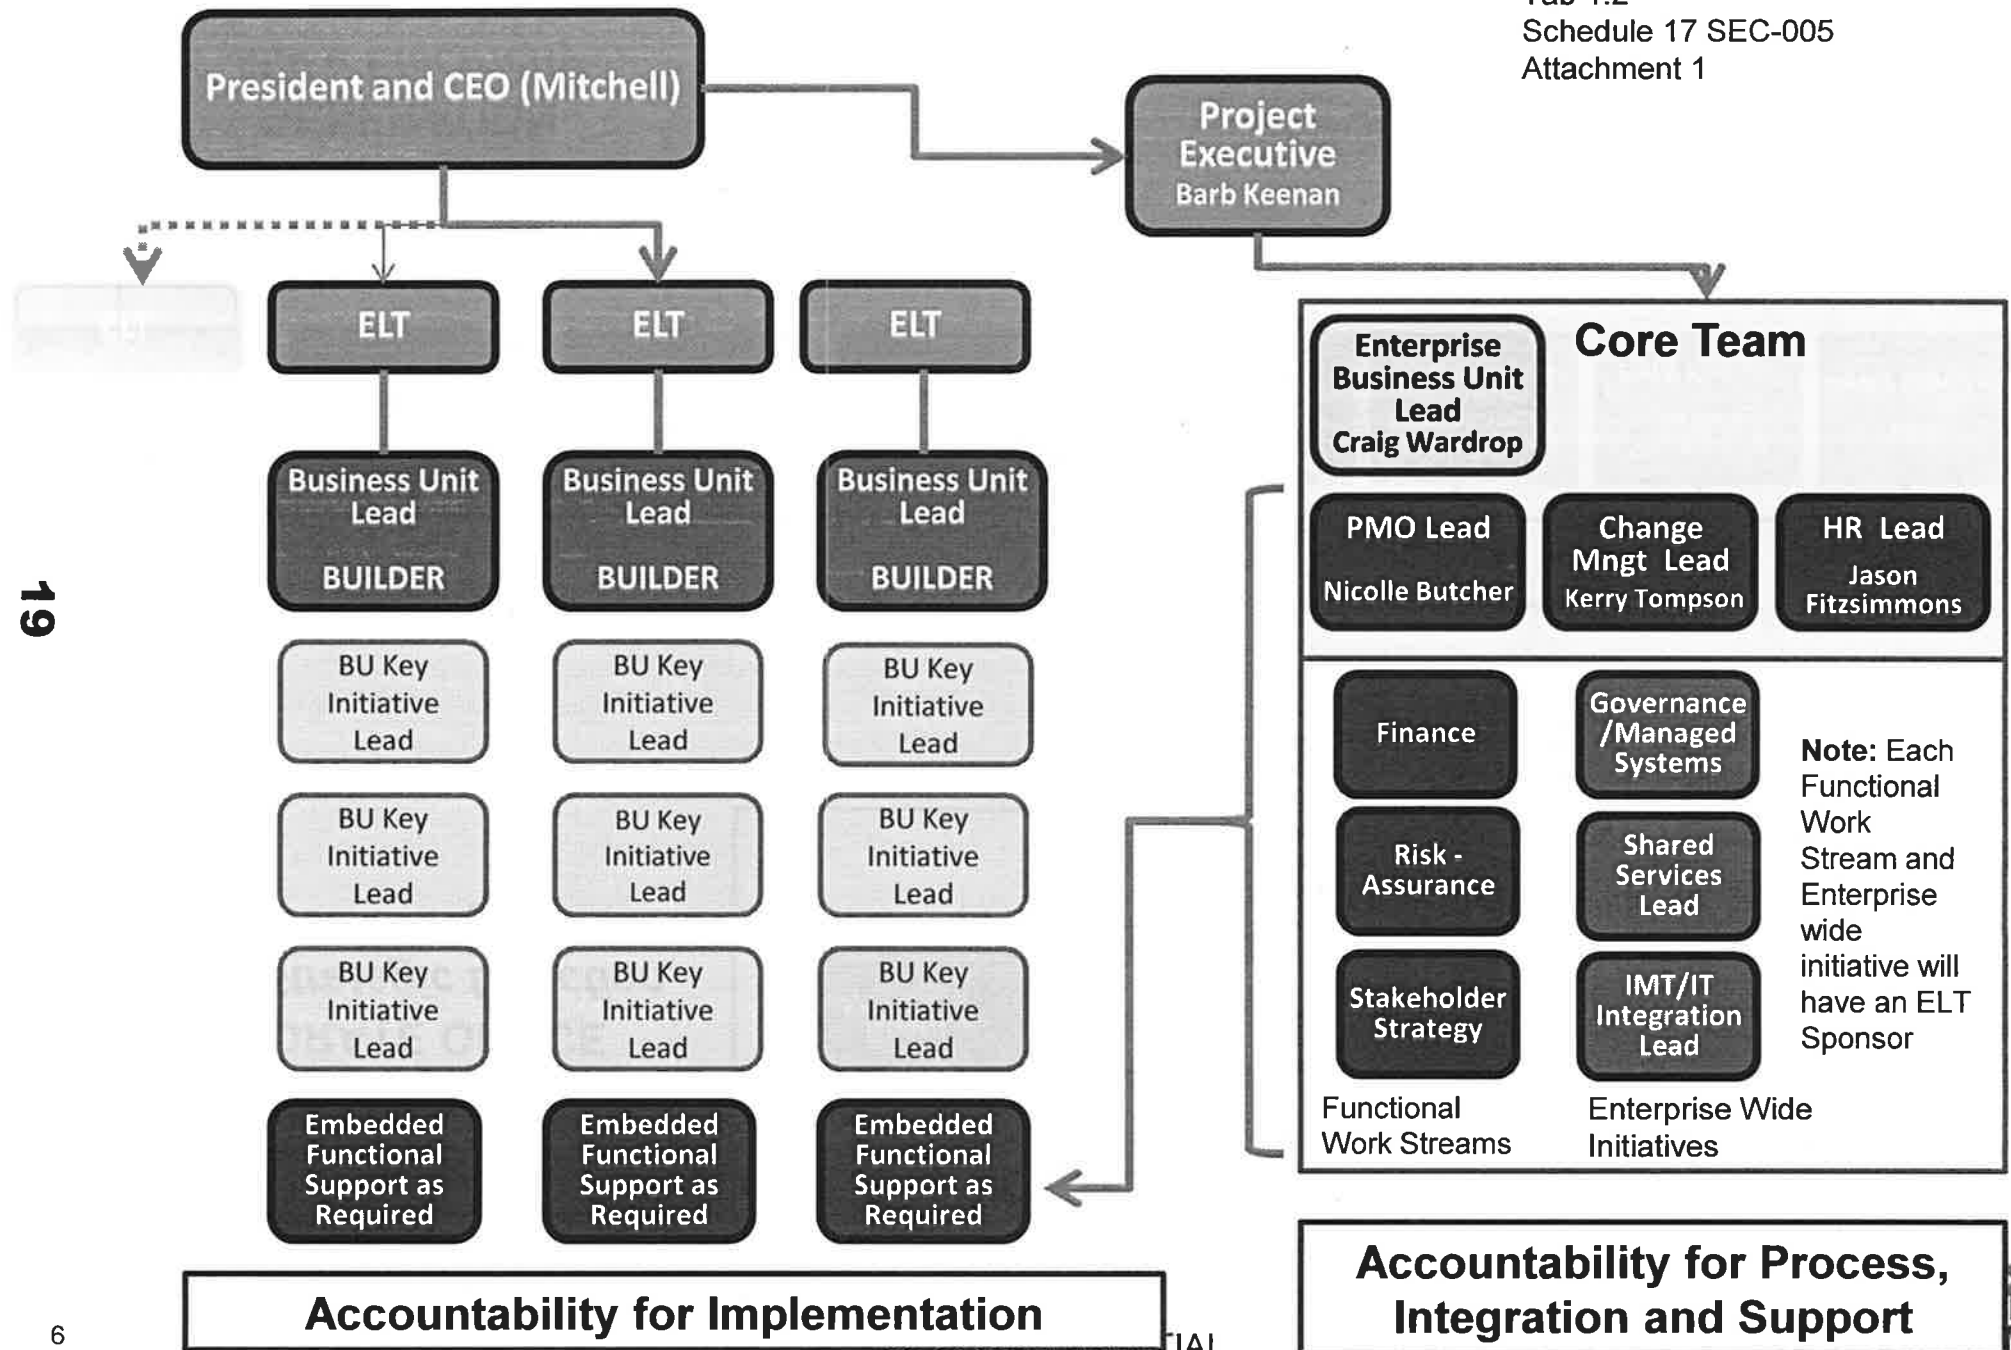 Schedule 17 SEC-005
Attachment 1
President and CEO (Mitchell)
Project
Executive
Barb Keenan
ELT
ELT
ELT
Business Unit
Lead
BUILDER
Business Unit
Lead
BUILDER
Business Unit
Lead
BUILDER
BU Key
Initiative
Lead
BU Key
Initiative
Lead
BU Key
Initiative
Lead
BU Key
Initiative
Lead
BU Key
Initiative
Lead
BU Key
Initiative
Lead
BU Key
Initiative
Lead
BU Key
Initiative
Lead
BU Key
Initiative
Lead
Embedded
Functional
Support as
Required
Embedded
Functional
Support as
Required
Embedded
Functional
Support as
Required
Accountability for Implementation
Core Team
Enterprise
Business Unit
Lead
Craig Wardrop
PMO Lead
Nicolle Butcher
Change
Mngt Lead
Kerry Tompson
HR Lead
Jason
Fitzsimmons
Finance
Risk -
Assurance
Stakeholder
Strategy
Functional
Work Streams
Governance
/Managed
Systems
Shared
Services
Lead
IMT/IT
Integration
Lead
Enterprise Wide
Initiatives
Note: Each
Functional
Work
Stream and
Enterprise
wide
initiative will
have an ELT
Sponsor
Accountability for Process,
Integration and Support
19
6